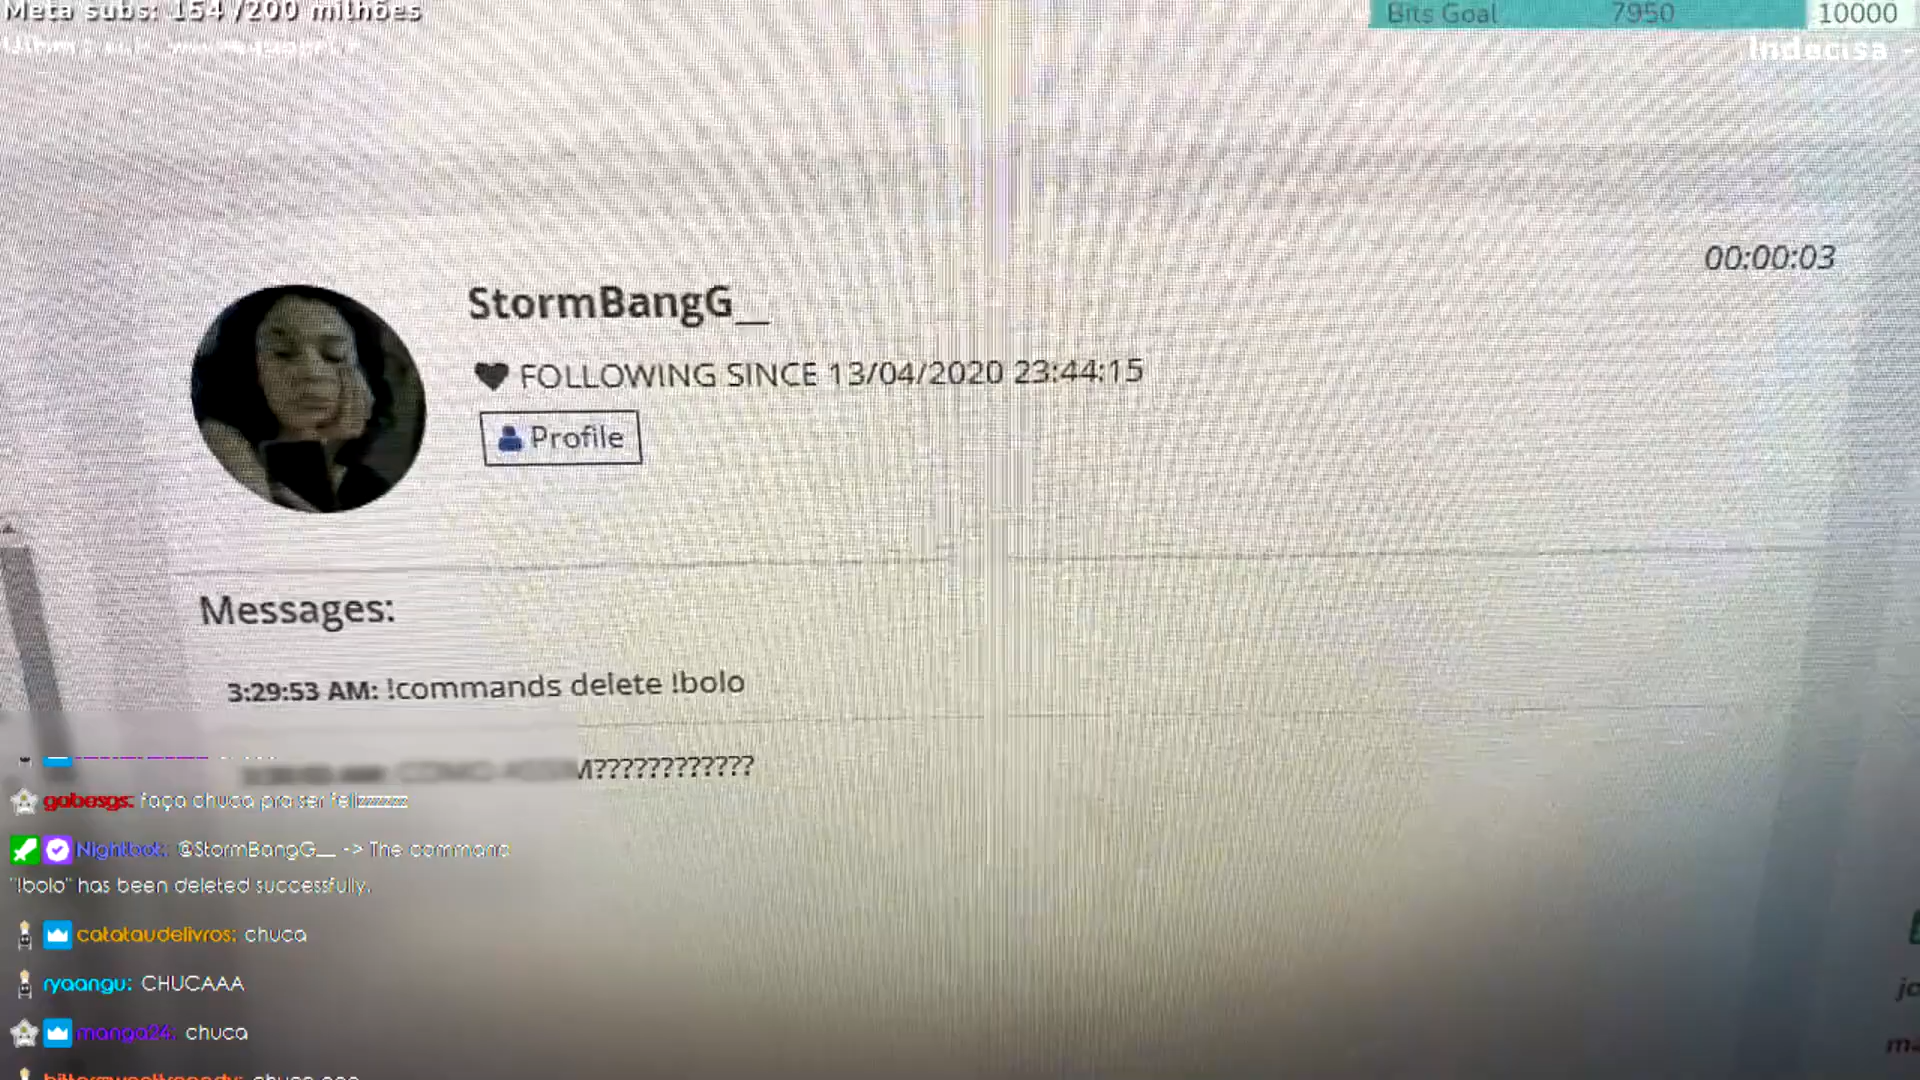 Meta subs: 154 /200 milhões
Bits Goal 7950 10000
Indecisa -
00:00:03
StormBangG__
FOLLOWING SINCE 13/04/2020 23:44:15
Profile
Messages:
3:29:53 AM: !commands delete !bolo
M????????????
gabesgs: faça chuca pra ser felizzzzzz
Nightbot: @StormBangG__ -> The command
"!bolo" has been deleted successfully.
catataudelivros: chuca
ryaangu: CHUCAAA
manga24: chuca